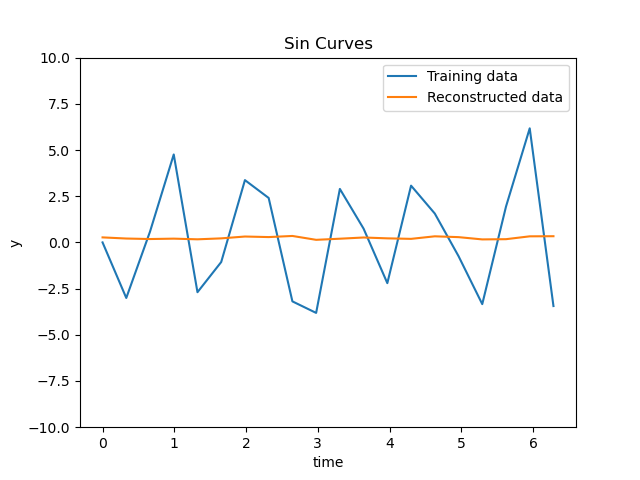 Sin Curves
Training data
Reconstructed data
10.0
7.5
5.0
2.5
0.0
−2.5
−5.0
−7.5
−10.0
y
0 1 2 3 4 5 6
time